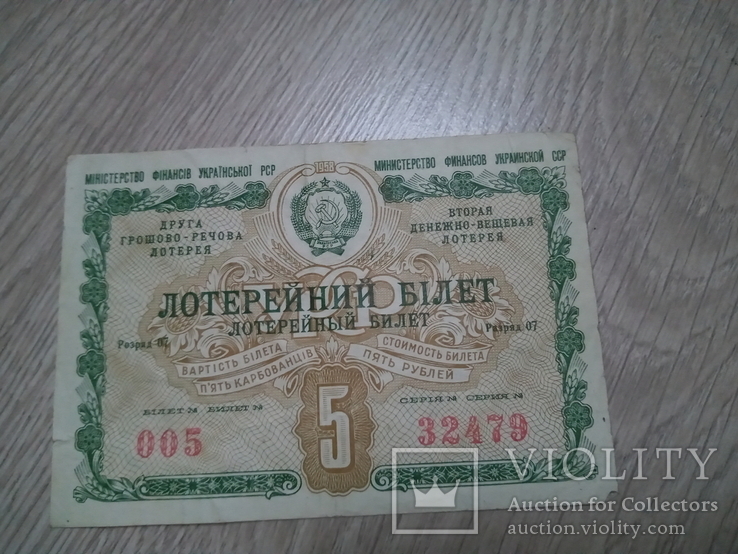 1958
МІНІСТЕРСТВО ФІНАНСІВ УКРАЇНСЬКОЇ РСР
МИНИСТЕРСТВО ФИНАНСОВ УКРАИНСКОЙ ССР
ДРУГА
ГРОШОВО-РЕЧОВА
ЛОТЕРЕЯ
ВТОРАЯ
ДЕНЕЖНО-ВЕЩЕВАЯ
ЛОТЕРЕЯ
ЛОТЕРЕЙНИЙ БІЛЕТ
ЛОТЕРЕЙНЫЙ БИЛЕТ
Розряд 07
Разряд 07
ВАРТІСТЬ БІЛЕТА
П'ЯТЬ КАРБОВАНЦІВ
СТОИМОСТЬ БИЛЕТА
ПЯТЬ РУБЛЕЙ
5
БІЛЕТ № БИЛЕТ №
005
СЕРІЯ № СЕРИЯ №
32479
VIOLITY
Auction for Collectors
auction.violity.com